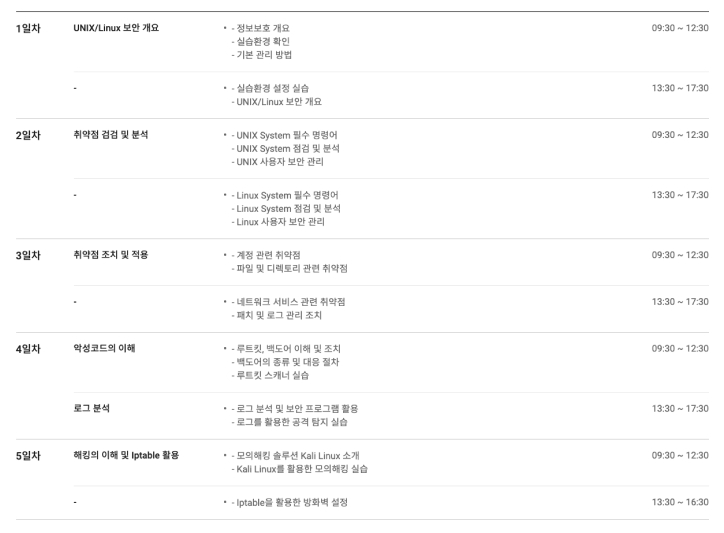 1일차 UNIX/Linux 보안 개요 • - 정보보호 개요 09:30 ~ 12:30
- 실습환경 확인
- 기본 관리 방법
- • - 실습환경 설정 실습 13:30 ~ 17:30
- UNIX/Linux 보안 개요
2일차 취약점 검검 및 분석 • - UNIX System 필수 명령어 09:30 ~ 12:30
- UNIX System 점검 및 분석
- UNIX 사용자 보안 관리
- • - Linux System 필수 명령어 13:30 ~ 17:30
- Linux System 점검 및 분석
- Linux 사용자 보안 관리
3일차 취약점 조치 및 적용 • - 계정 관련 취약점 09:30 ~ 12:30
- 파일 및 디렉토리 관련 취약점
- • - 네트워크 서비스 관련 취약점 13:30 ~ 17:30
- 패치 및 로그 관리 조치
4일차 악성코드의 이해 • - 루트킷, 백도어 이해 및 조치 09:30 ~ 12:30
- 백도어의 종류 및 대응 절차
- 루트킷 스캐너 실습
로그 분석 • - 로그 분석 및 보안 프로그램 활용 13:30 ~ 17:30
- 로그를 활용한 공격 탐지 실습
5일차 해킹의 이해 및 Iptable 활용 • - 모의해킹 솔루션 Kali Linux 소개 09:30 ~ 12:30
- Kali Linux를 활용한 모의해킹 실습
- • - Iptable을 활용한 방화벽 설정 13:30 ~ 16:30